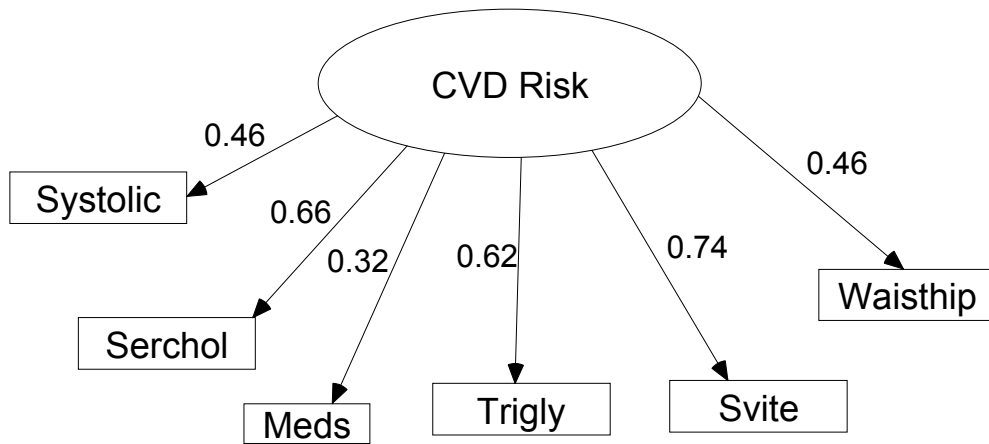 CVD Risk
0.46
0.46
Systolic
0.66
0.32
0.62
0.74
Waisthip
Serchol
Meds
Trigly
Svite